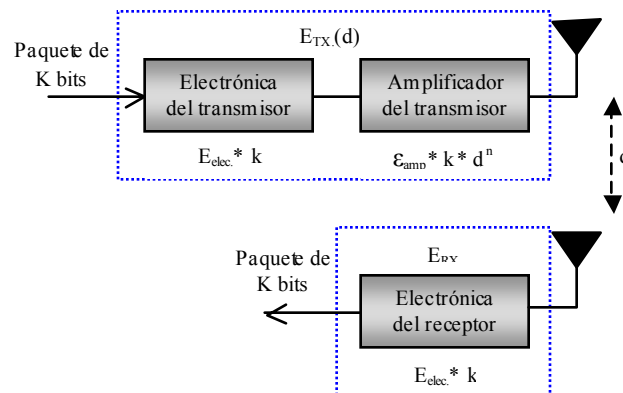 E_TX.(d)
Paquete de
K bits
Electrónica
del transmisor
Amplificador
del transmisor
E_elec.* k
ε_amp* k* d^n
Paquete de
K bits
E_RX
Electrónica
del receptor
E_elec.* k